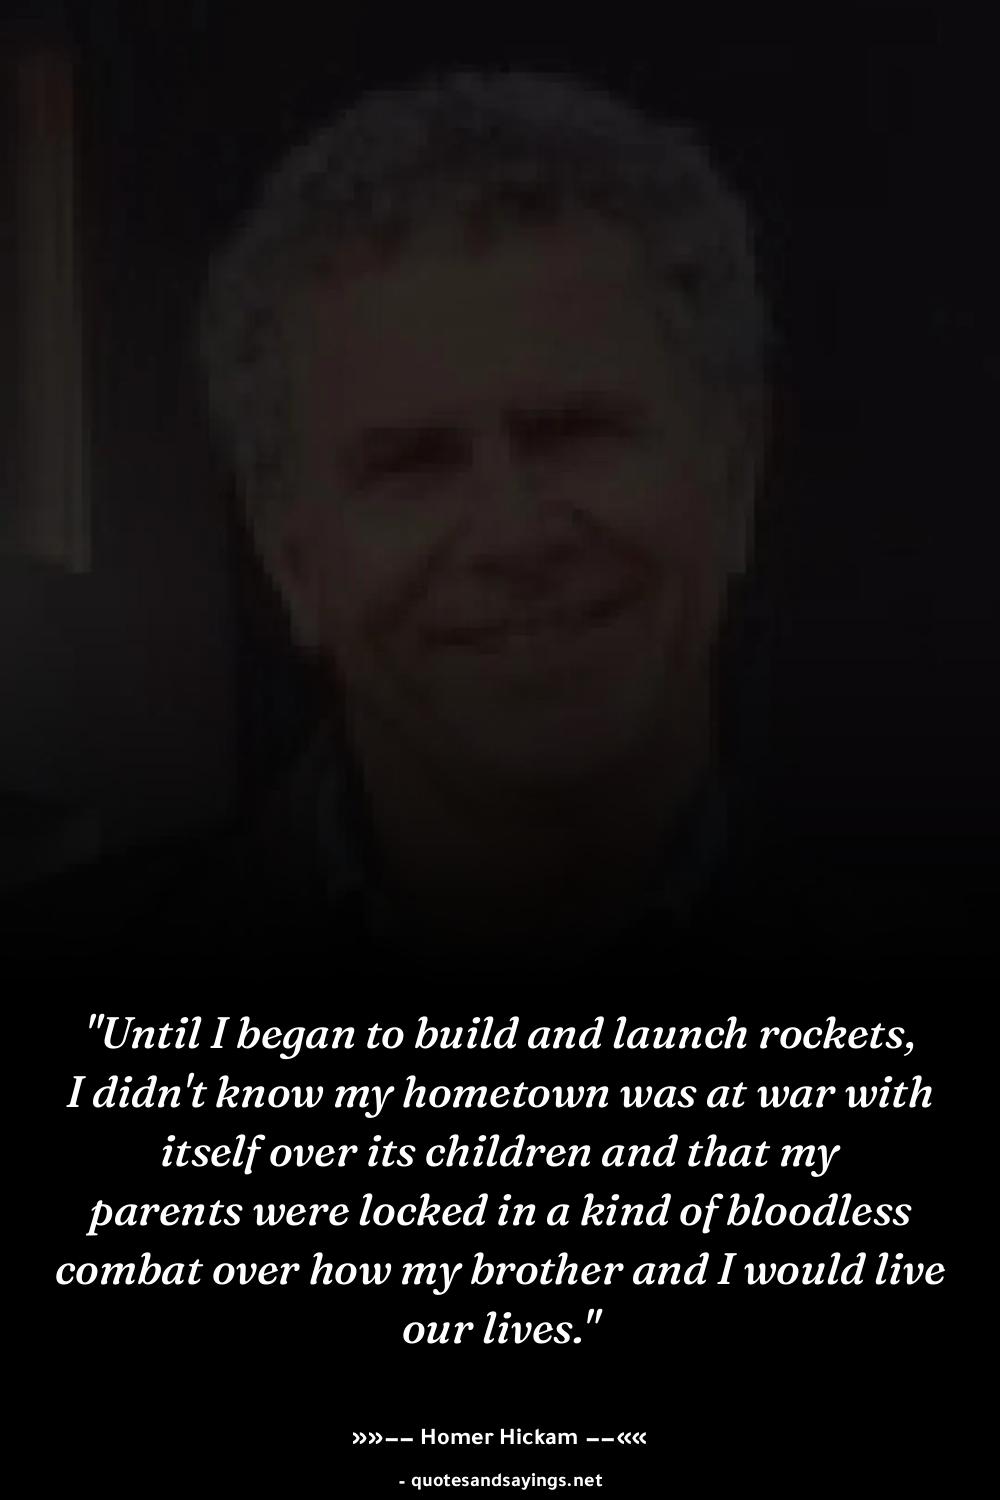 "Until I began to build and launch rockets,
I didn't know my hometown was at war with
itself over its children and that my
parents were locked in a kind of bloodless
combat over how my brother and I would live
our lives."
»»−− Homer Hickam −−««
- quotesandsayings.net